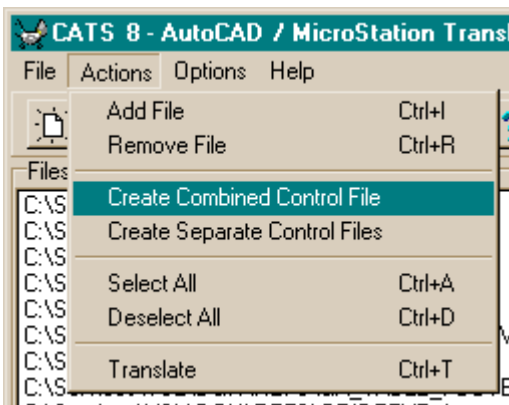 CATS 8 - AutoCAD / MicroStation
File Actions Options Help
Add File Ctrl+I
Remove File Ctrl+R
Files
Create Combined Control File
C:\S
Create Separate Control Files
C:\S
C:\S
Select All Ctrl+A
C:\S
Deselect All Ctrl+D
C:\S
C:\S
Translate Ctrl+T
C:\S